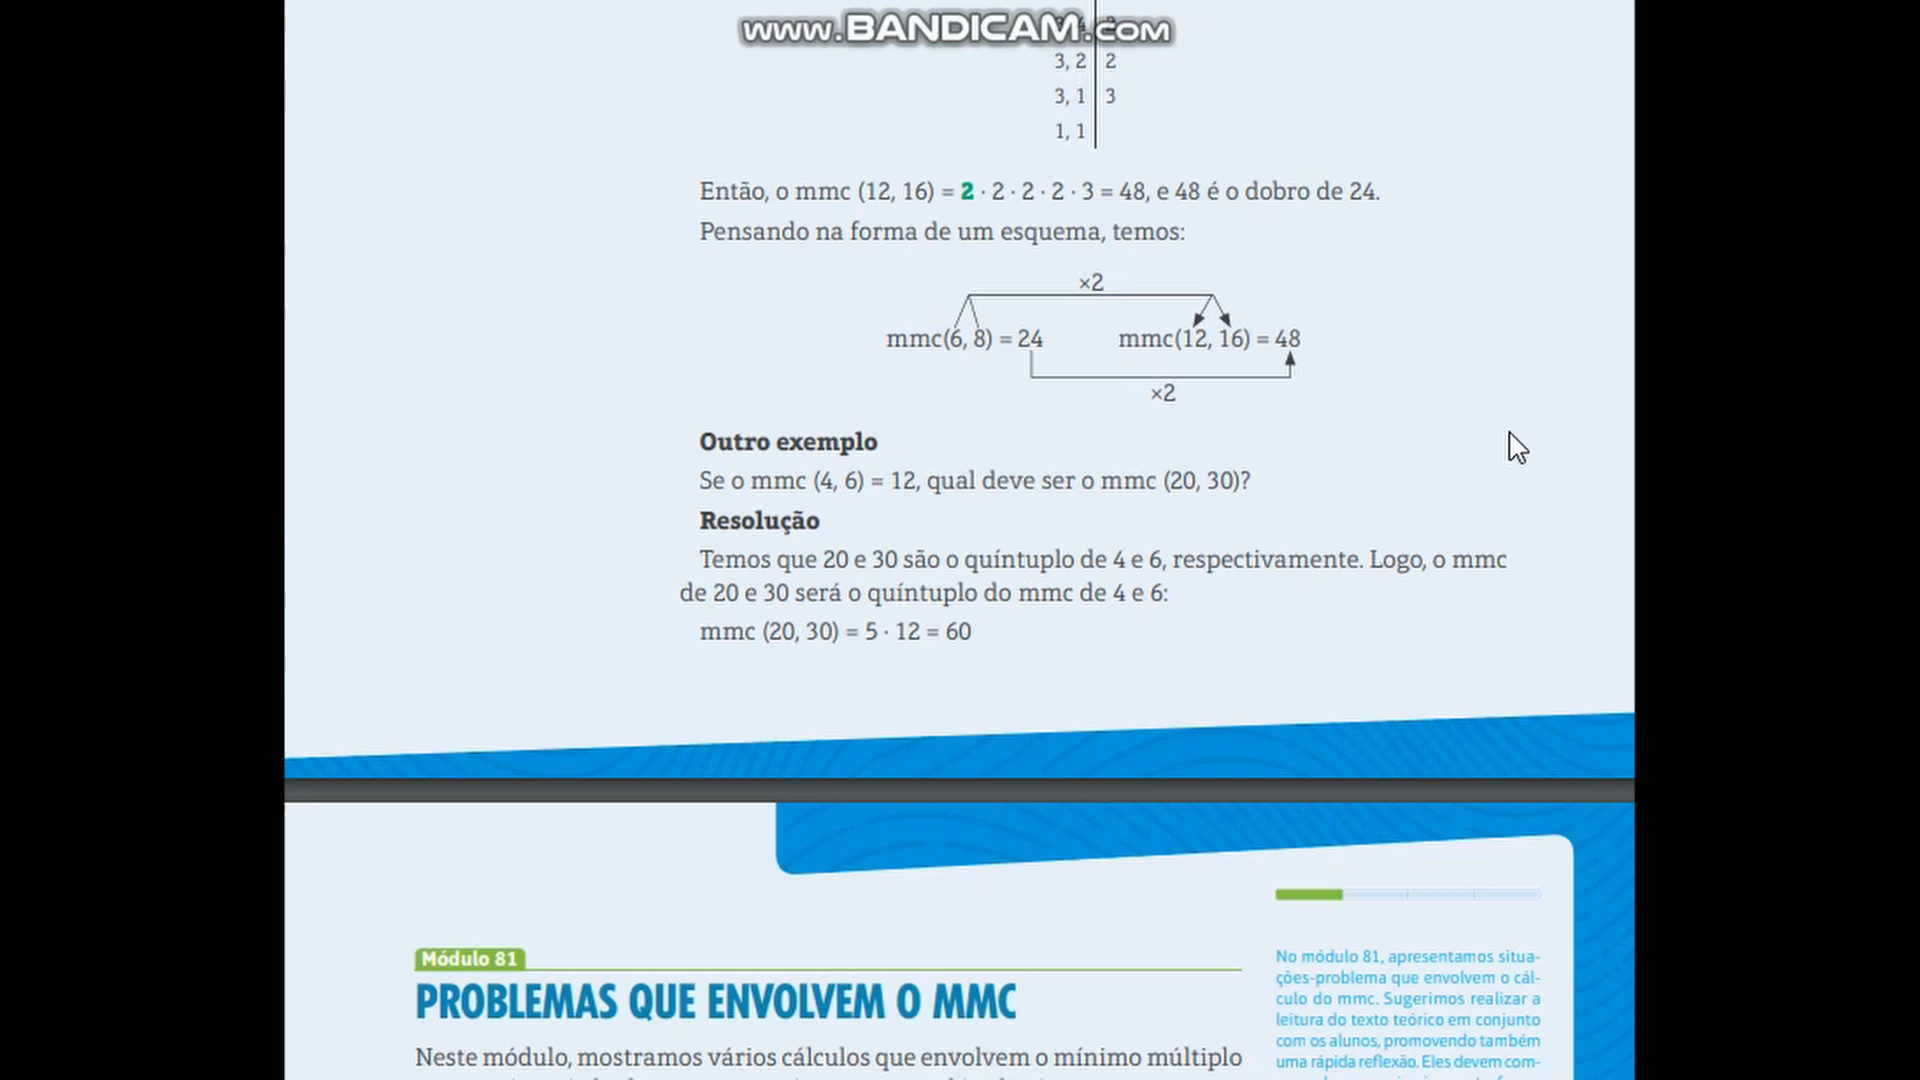 www.BANDICAM.com
3, 2 2
3, 1 3
1, 1
Então, o mmc (12, 16) = 2 · 2 · 2 · 2 · 3 = 48, e 48 é o dobro de 24.
Pensando na forma de um esquema, temos:
×2
mmc(6, 8) = 24 mmc(12, 16) = 48
×2
Outro exemplo
Se o mmc (4, 6) = 12, qual deve ser o mmc (20, 30)?
Resolução
Temos que 20 e 30 são o quíntuplo de 4 e 6, respectivamente. Logo, o mmc
de 20 e 30 será o quíntuplo do mmc de 4 e 6:
mmc (20, 30) = 5 · 12 = 60
Módulo 81
PROBLEMAS QUE ENVOLVEM O MMC
Neste módulo, mostramos vários cálculos que envolvem o mínimo múltiplo
No módulo 81, apresentamos situa-
ções-problema que envolvem o cál-
culo do mmc. Sugerimos realizar a
leitura do texto teórico em conjunto
com os alunos, promovendo também
uma rápida reflexão. Eles devem com-